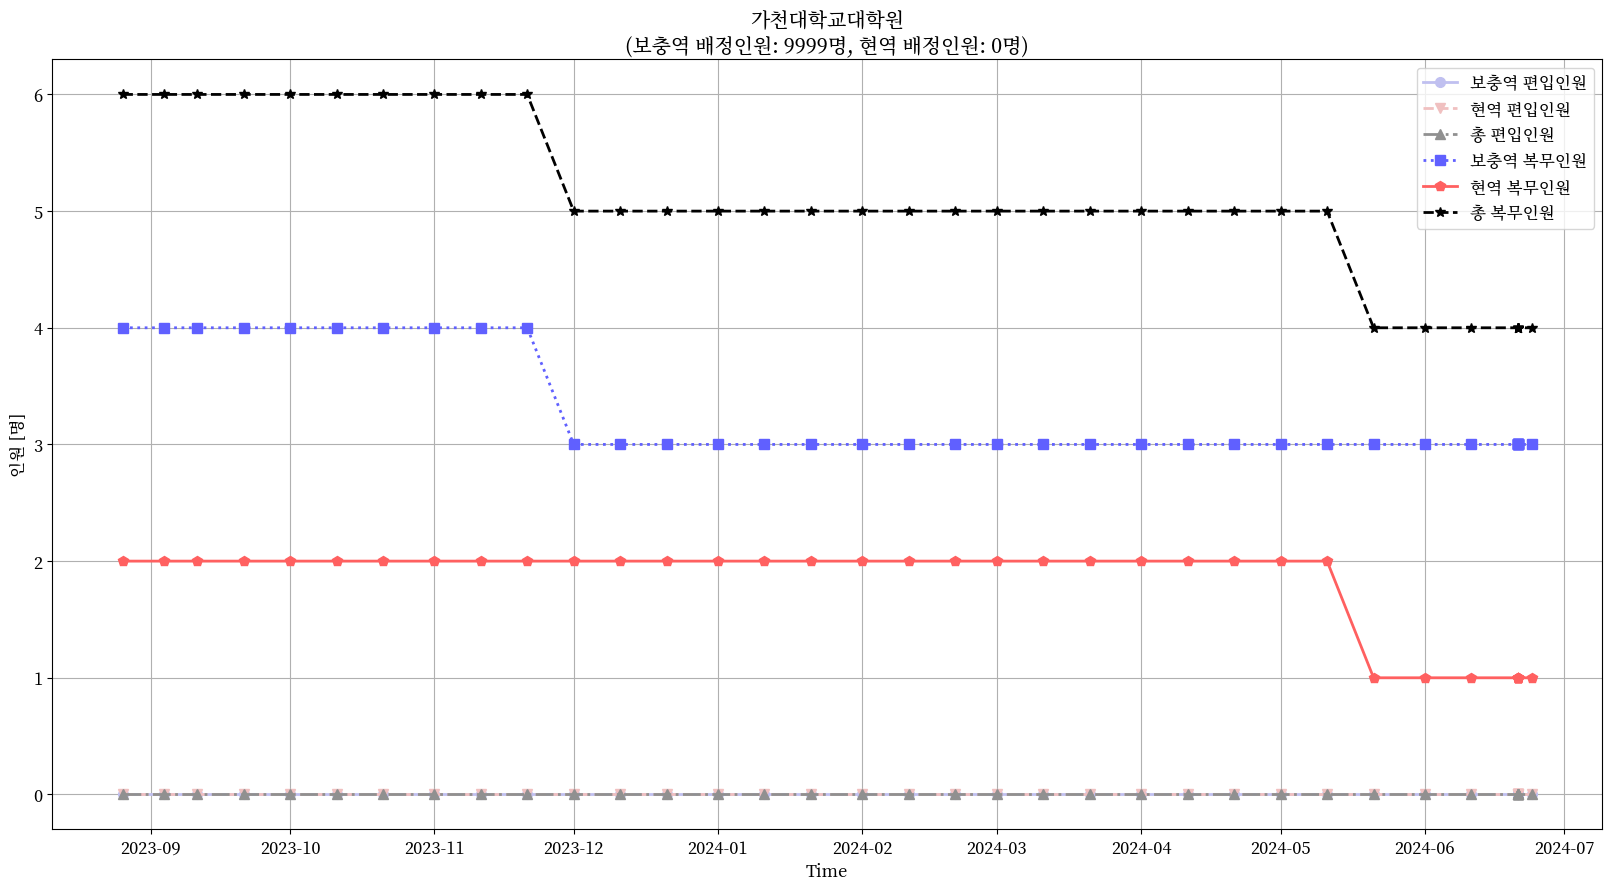 가천대학교대학원
(보충역 배정인원: 9999명, 현역 배정인원: 0명)
보충역 편입인원
현역 편입인원
총 편입인원
보충역 복무인원
현역 복무인원
총 복무인원
인원 [명]
6
5
4
3
2
1
0
2023-09 2023-10 2023-11 2023-12 2024-01 2024-02 2024-03 2024-04 2024-05 2024-06 2024-07
Time